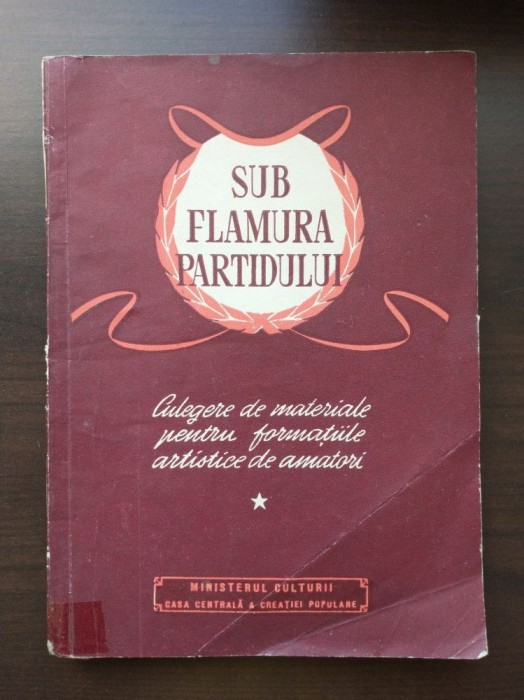 SUB
FLAMURA
PARTIDULUI
Culegere de materiale
pentru formațiile
artistice de amatori
MINISTERUL CULTURII
CASA CENTRALĂ A CREAȚIEI POPULARE